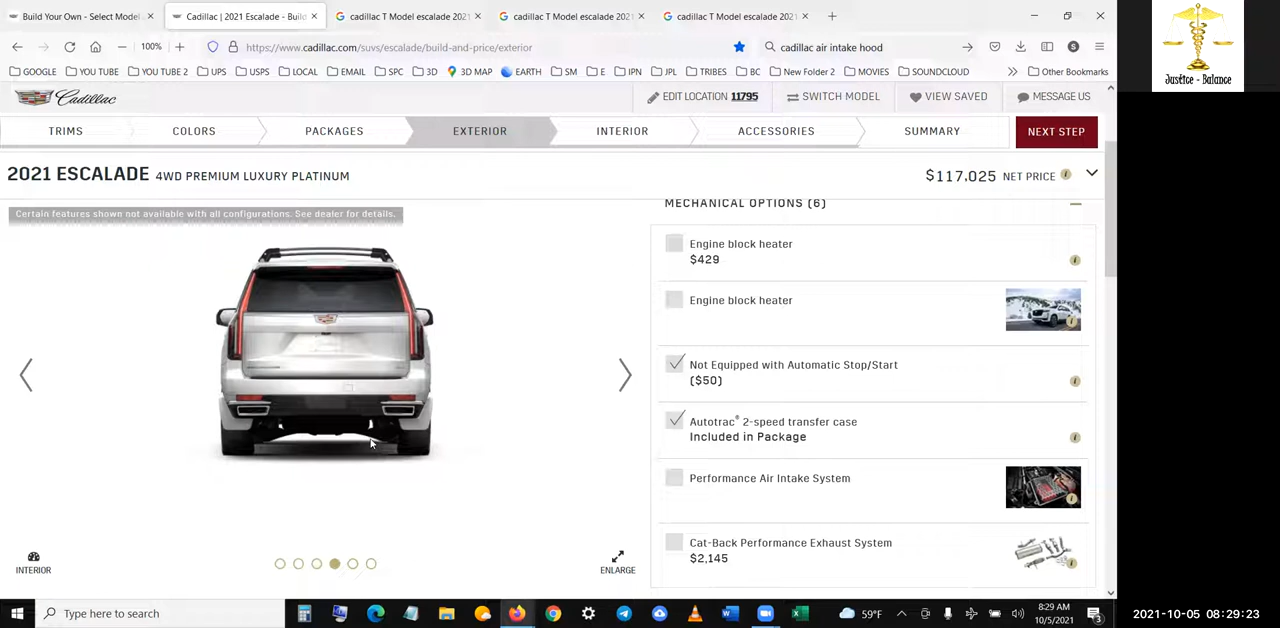 Build Your Own - Select Model
Cadillac | 2021 Escalade - Build
cadillac T Model escalade 2021
cadillac T Model escalade 2021
cadillac T Model escalade 2021
100%
https://www.cadillac.com/suvs/escalade/build-and-price/exterior
cadillac air intake hood
S
GOOGLE YOU TUBE YOU TUBE 2 UPS USPS LOCAL EMAIL SPC 3D 3D MAP EARTH SM E IPN JPL TRIBES BC New Folder 2 MOVIES SOUNDCLOUD Other Bookmarks
Cadillac
EDIT LOCATION 11795
SWITCH MODEL
VIEW SAVED
MESSAGE US
TRIMS
COLORS
PACKAGES
EXTERIOR
INTERIOR
ACCESSORIES
SUMMARY
NEXT STEP
2021 ESCALADE 4WD PREMIUM LUXURY PLATINUM
$117,025 NET PRICE
Certain features shown not available with all configurations. See dealer for details.
INTERIOR
ENLARGE
MECHANICAL OPTIONS (6)
Engine block heater
$429
Engine block heater
Not Equipped with Automatic Stop/Start
($50)
Autotrac® 2-speed transfer case
Included in Package
Performance Air Intake System
Cat-Back Performance Exhaust System
$2,145
Type here to search
59°F
8:29 AM
10/5/2021
3
Justice - Balance
2021-10-05 08:29:23